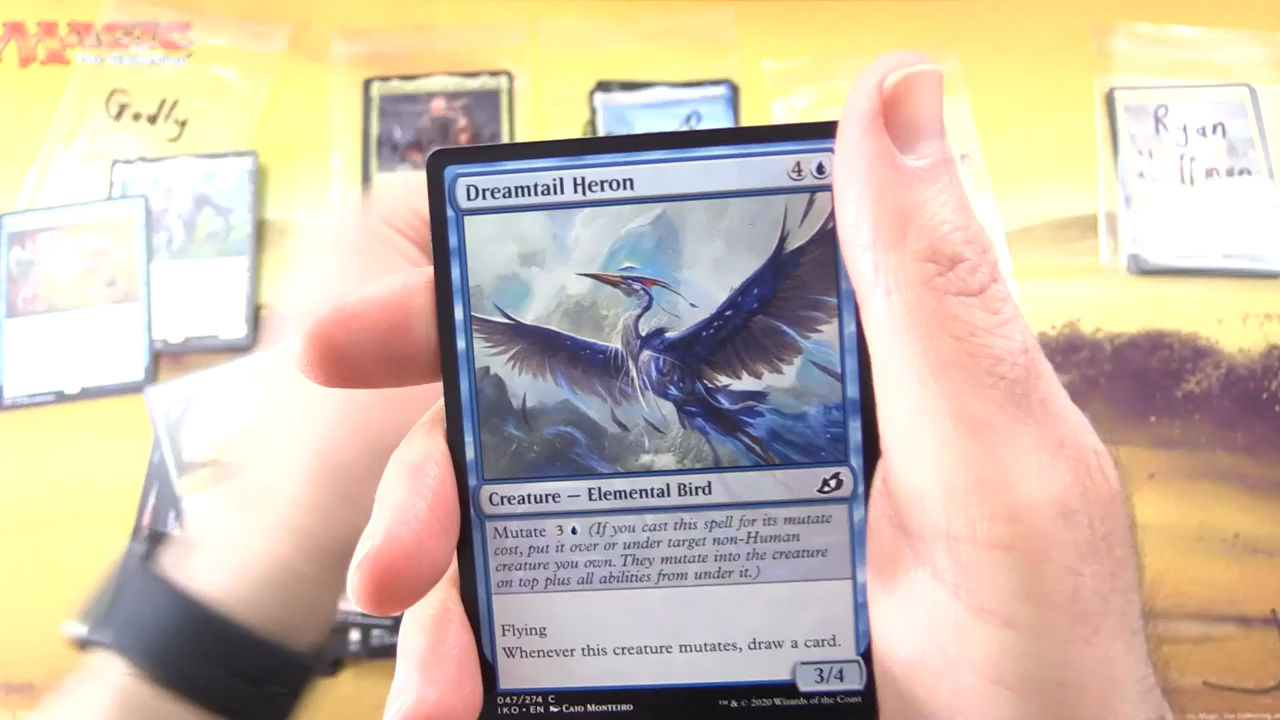 MAGIC
Godly
Ryan
Dreamtail Heron 4
Creature — Elemental Bird
Mutate 3 (If you cast this spell for its mutate
cost, put it over or under target non-Human
creature you own. They mutate into the creature
on top plus all abilities from under it.)
Flying
Whenever this creature mutates, draw a card.
3/4
047/274 C
IKO • EN Caio Monteiro
™ & © 2020 Wizards of the Coast